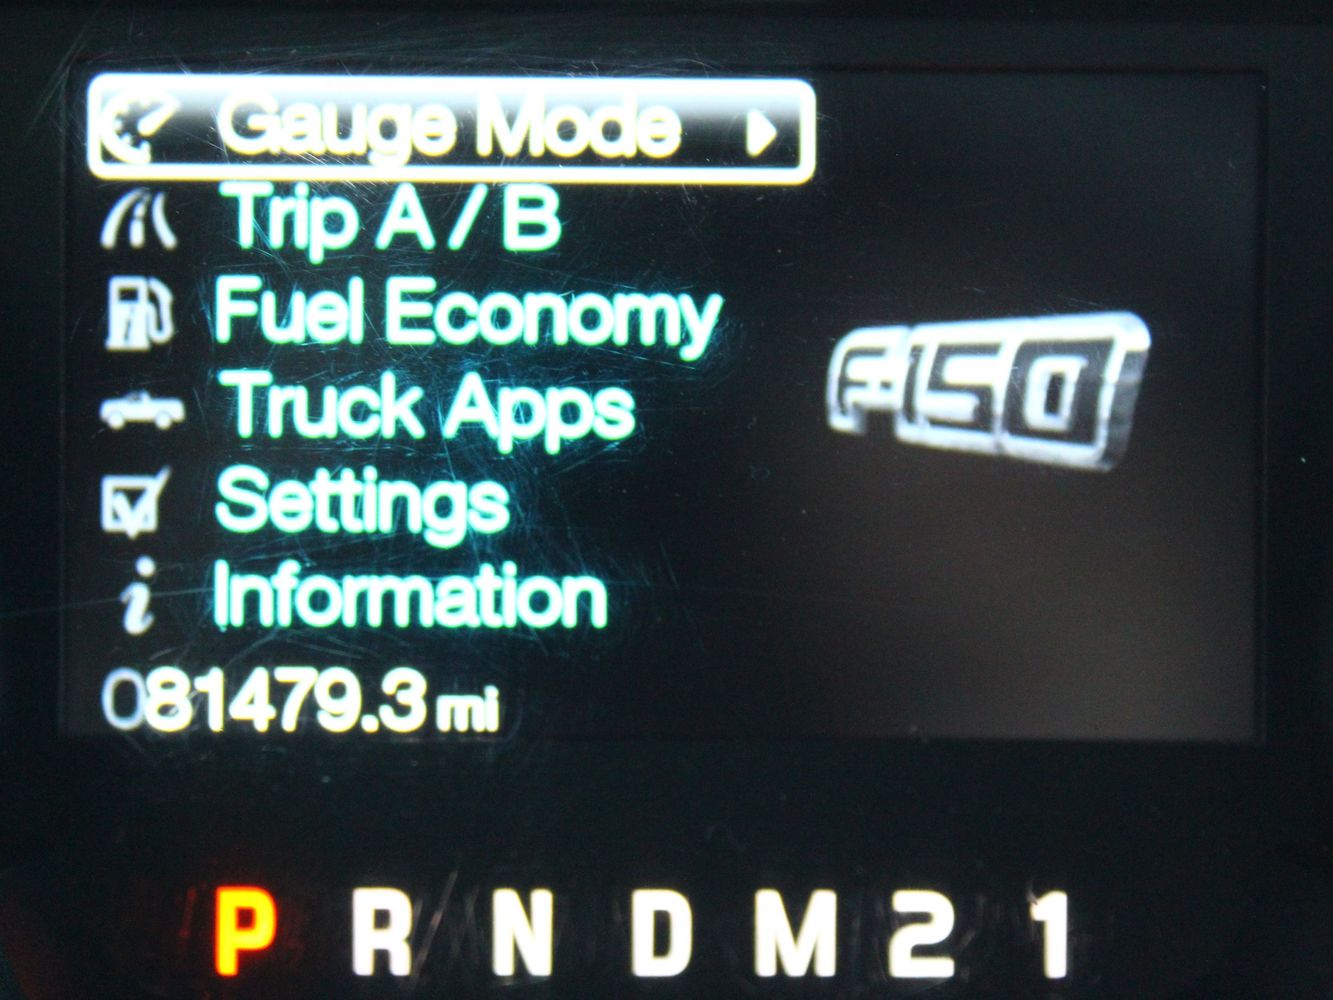 Gauge Mode
Trip A / B
Fuel Economy
Truck Apps
Settings
Information
F-150
081479.3 mi
P R N D M 2 1